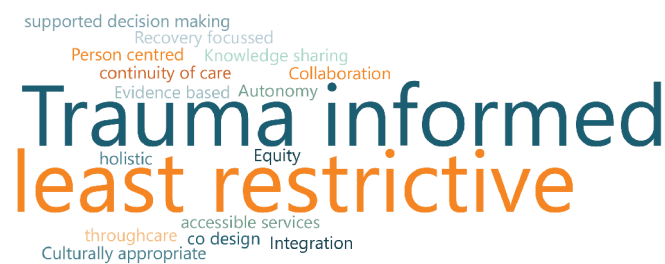 supported decision making
Recovery focussed
Person centred Knowledge sharing
continuity of care Collaboration
Evidence based Autonomy
Trauma informed
holistic Equity
least restrictive
accessible services
throughcare co design Integration
Culturally appropriate